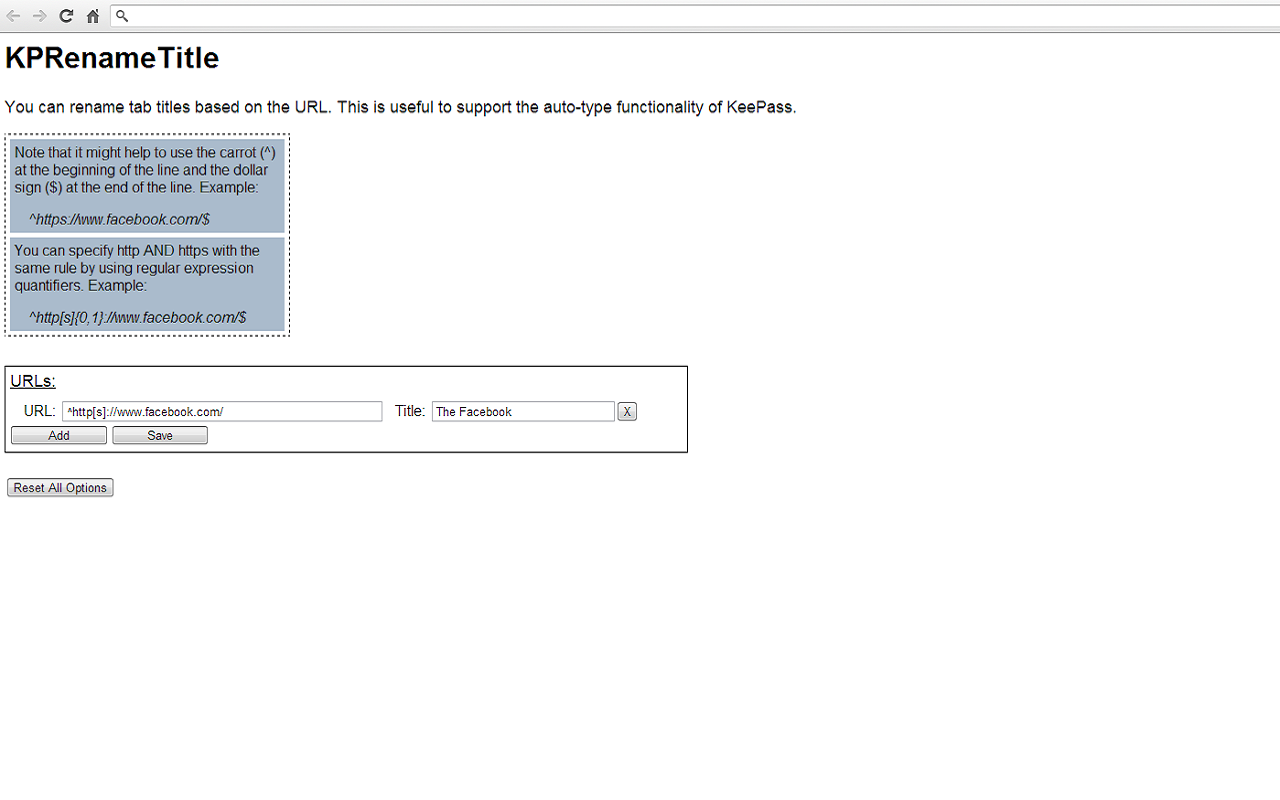 KPRenameTitle
You can rename tab titles based on the URL. This is useful to support the auto-type functionality of KeePass.
Note that it might help to use the carrot (^)
at the beginning of the line and the dollar
sign ($) at the end of the line. Example:
^https://www.facebook.com/$
You can specify http AND https with the
same rule by using regular expression
quantifiers. Example:
^http[s]{0,1}://www.facebook.com/$
URLs:
URL: ^http[s]://www.facebook.com/ Title: The Facebook X
Add Save
Reset All Options